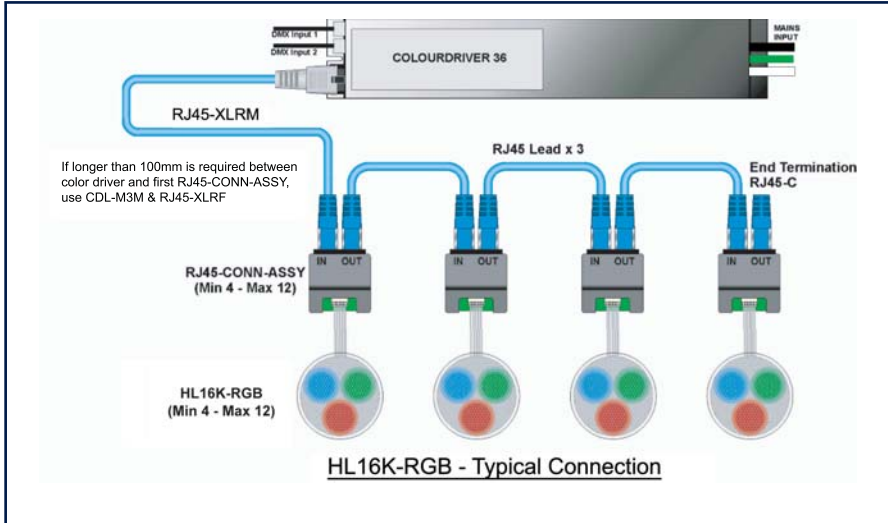 DMX Input 1
DMX Input 2
COLOURDRIVER 36
MAINS
INPUT
RJ45-XLRM
If longer than 100mm is required between
color driver and first RJ45-CONN-ASSY,
use CDL-M3M & RJ45-XLRF
RJ45 Lead x 3
End Termination
RJ45-C
IN OUT
IN OUT
IN OUT
IN OUT
RJ45-CONN-ASSY
(Min 4 - Max 12)
HL16K-RGB
(Min 4 - Max 12)
HL16K-RGB - Typical Connection